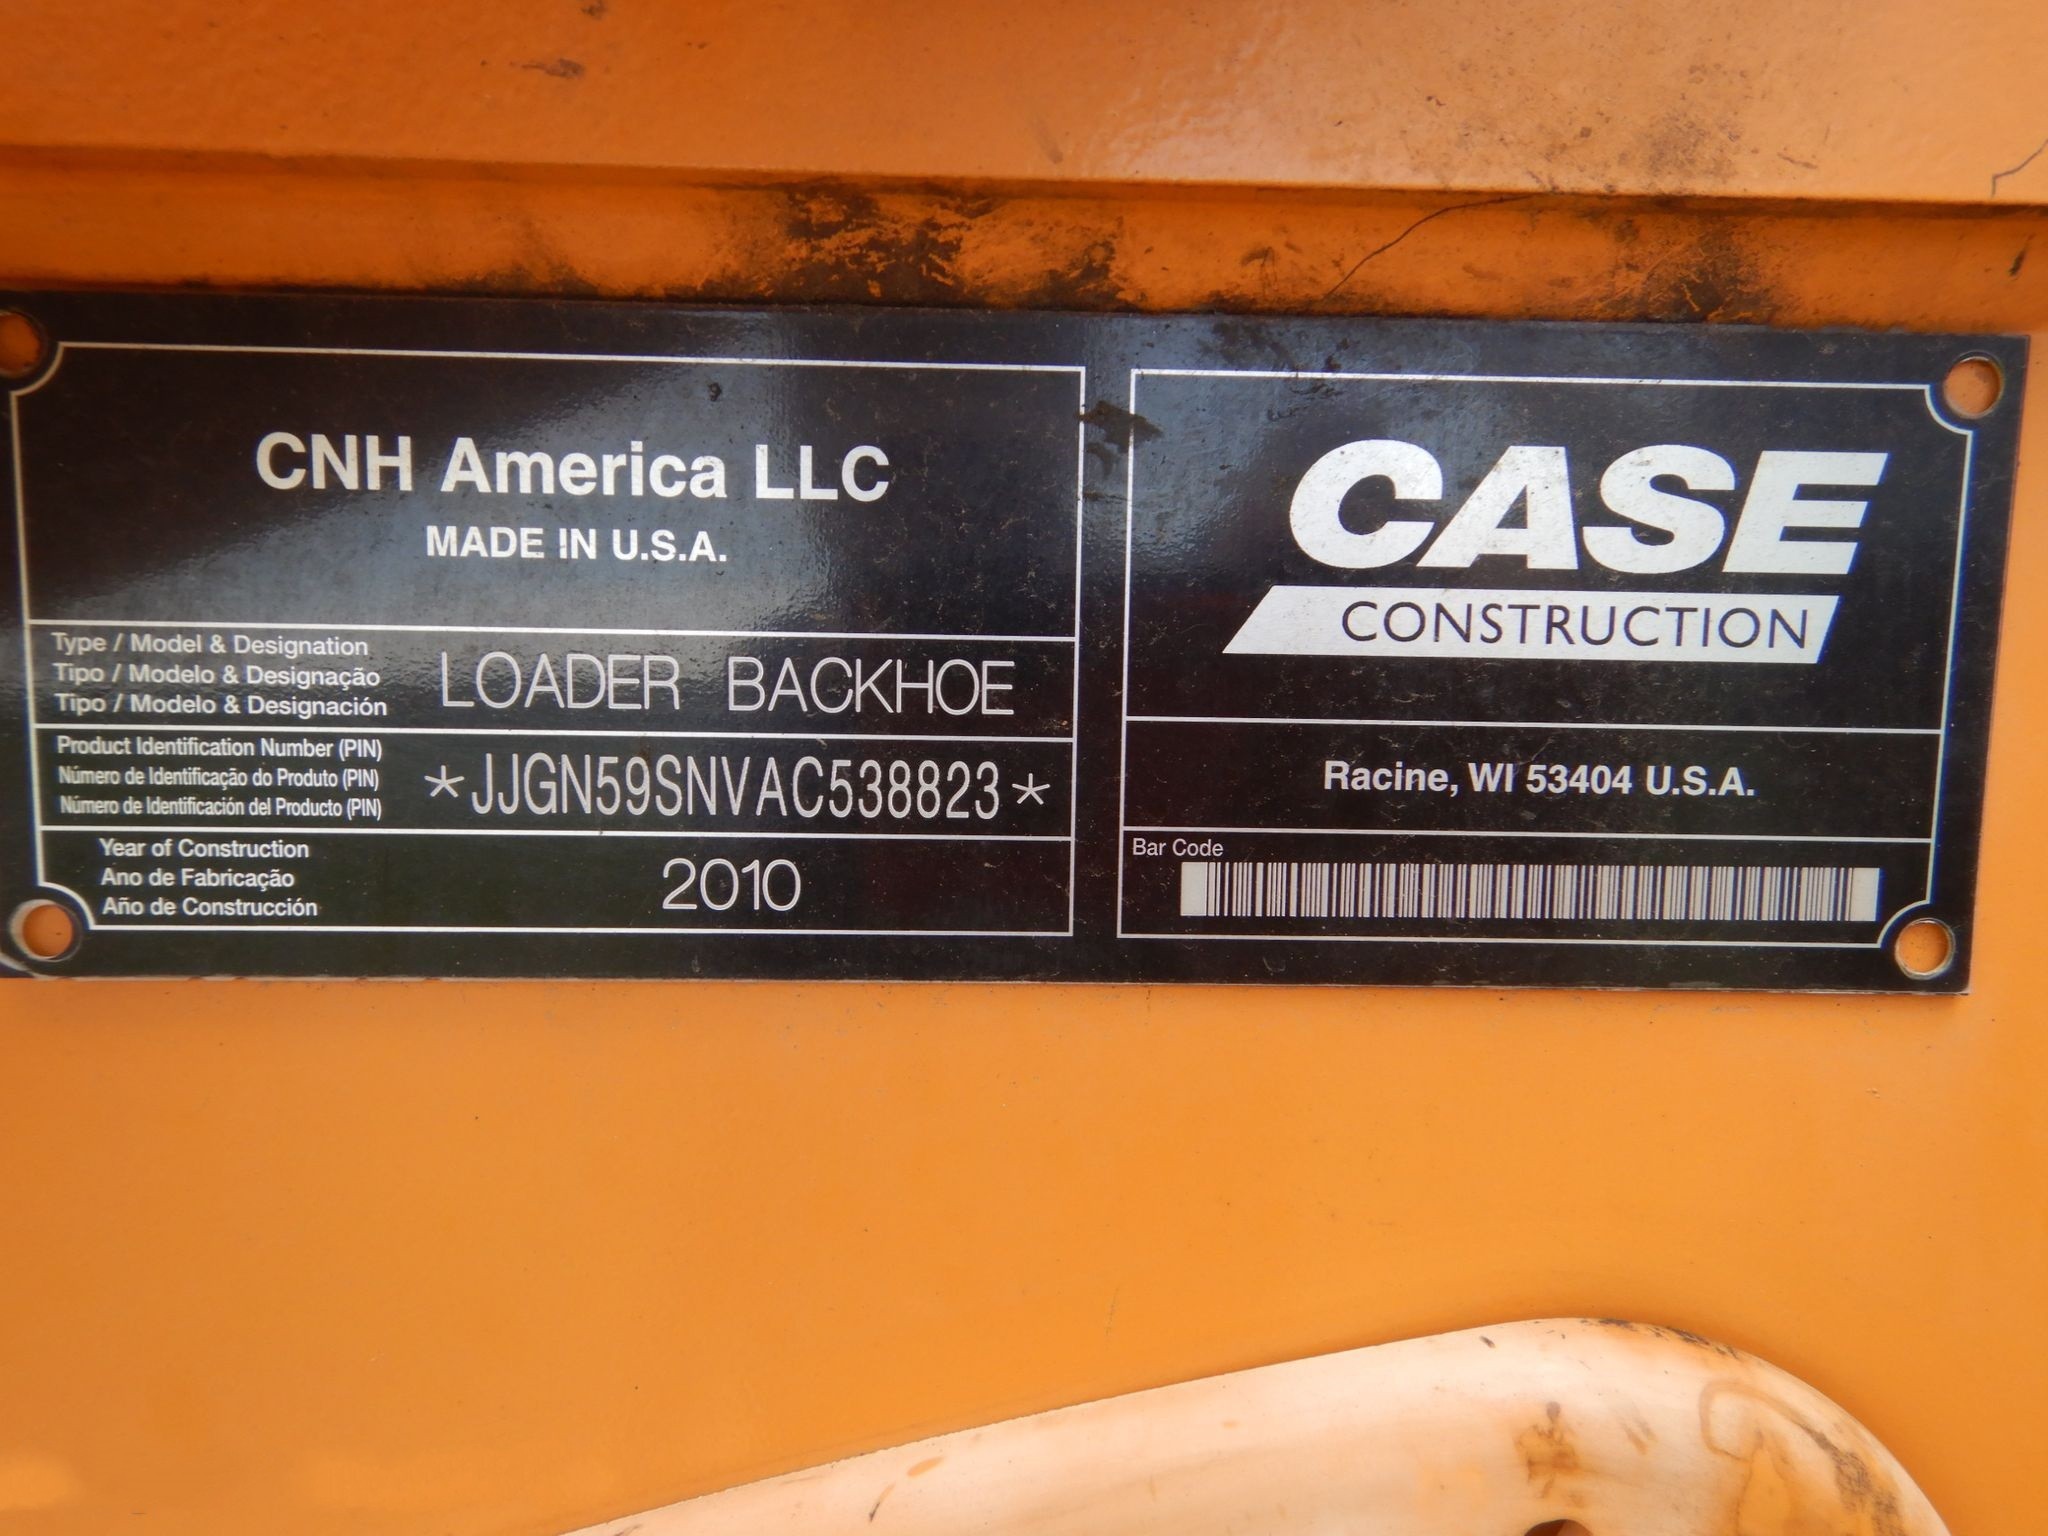 CNH America LLC
MADE IN U.S.A.
Type / Model & Designation
Tipo / Modelo & Designação
Tipo / Modelo & Designación
LOADER BACKHOE
Product Identification Number (PIN)
Número de Identificação do Produto (PIN)
Número de Identificación del Producto (PIN)
*JJGN59SNVAC538823*
Year of Construction
Ano de Fabricação
Año de Construcción
2010
CASE
CONSTRUCTION
Racine, WI 53404 U.S.A.
Bar Code